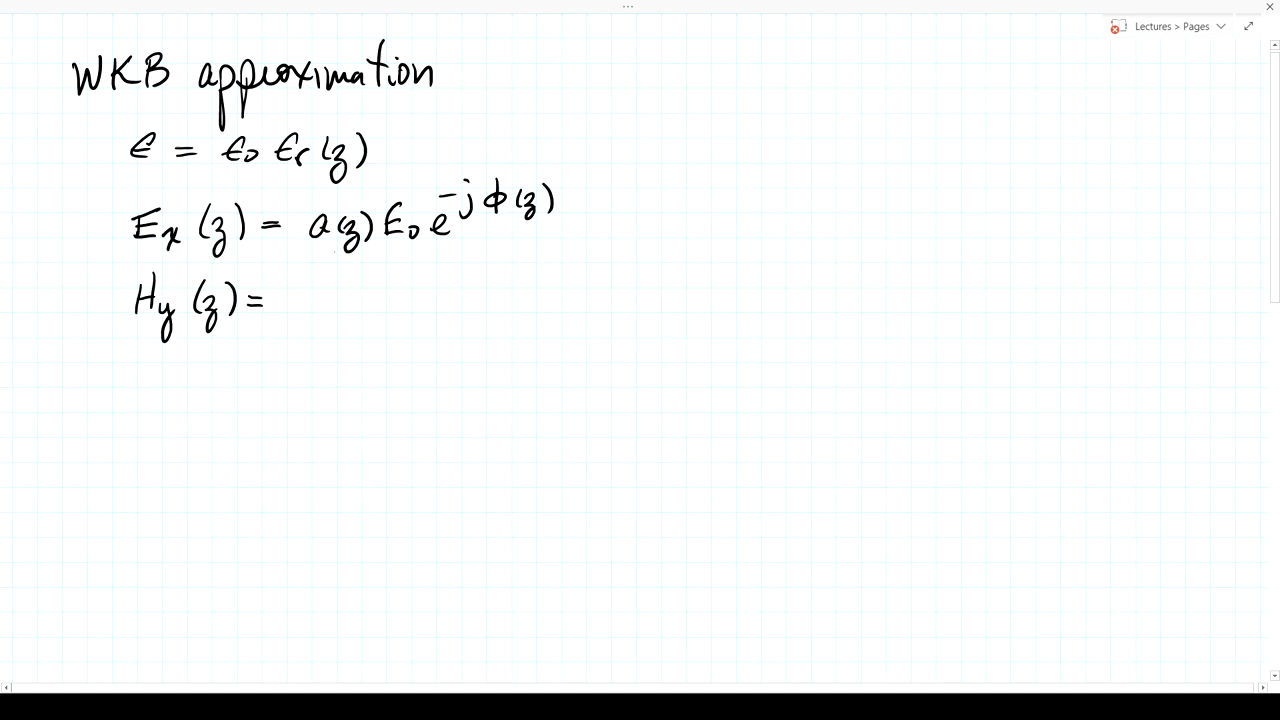 ...
Lectures > Pages
WKB approximation
ϵ = ϵ₀ ϵᵣ(z)
Eₓ(z) = a(z) E₀ e^{-jϕ(z)}
H_y(z) =